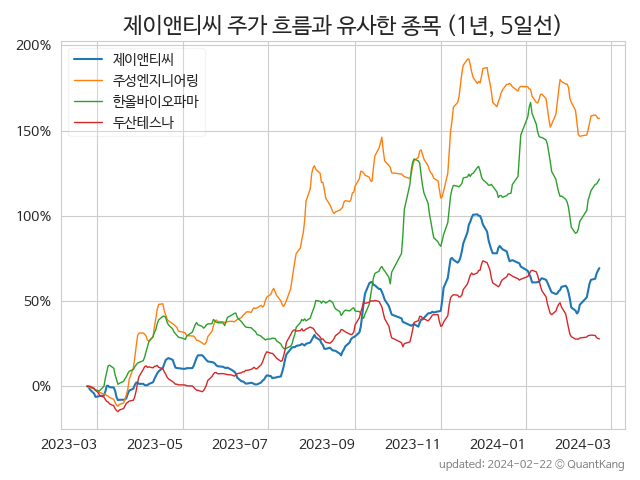 제이앤티씨 주가 흐름과 유사한 종목 (1년, 5일선)
제이앤티씨
주성엔지니어링
한올바이오파마
두산테스나
200%
150%
100%
50%
0%
2023-03 2023-05 2023-07 2023-09 2023-11 2024-01 2024-03
updated: 2024-02-22 © QuantKang